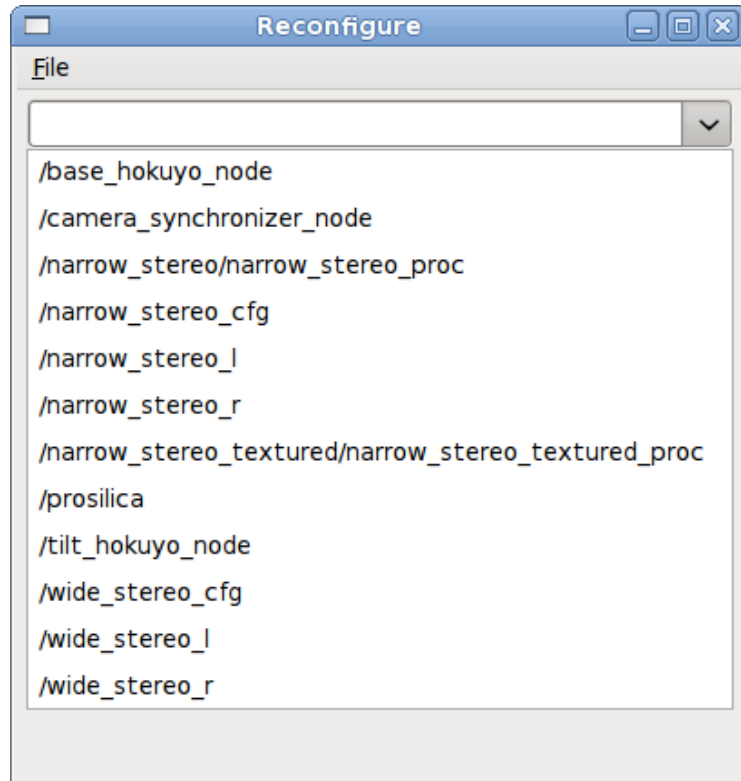 Reconfigure
File
/base_hokuyo_node
/camera_synchronizer_node
/narrow_stereo/narrow_stereo_proc
/narrow_stereo_cfg
/narrow_stereo_l
/narrow_stereo_r
/narrow_stereo_textured/narrow_stereo_textured_proc
/prosilica
/tilt_hokuyo_node
/wide_stereo_cfg
/wide_stereo_l
/wide_stereo_r